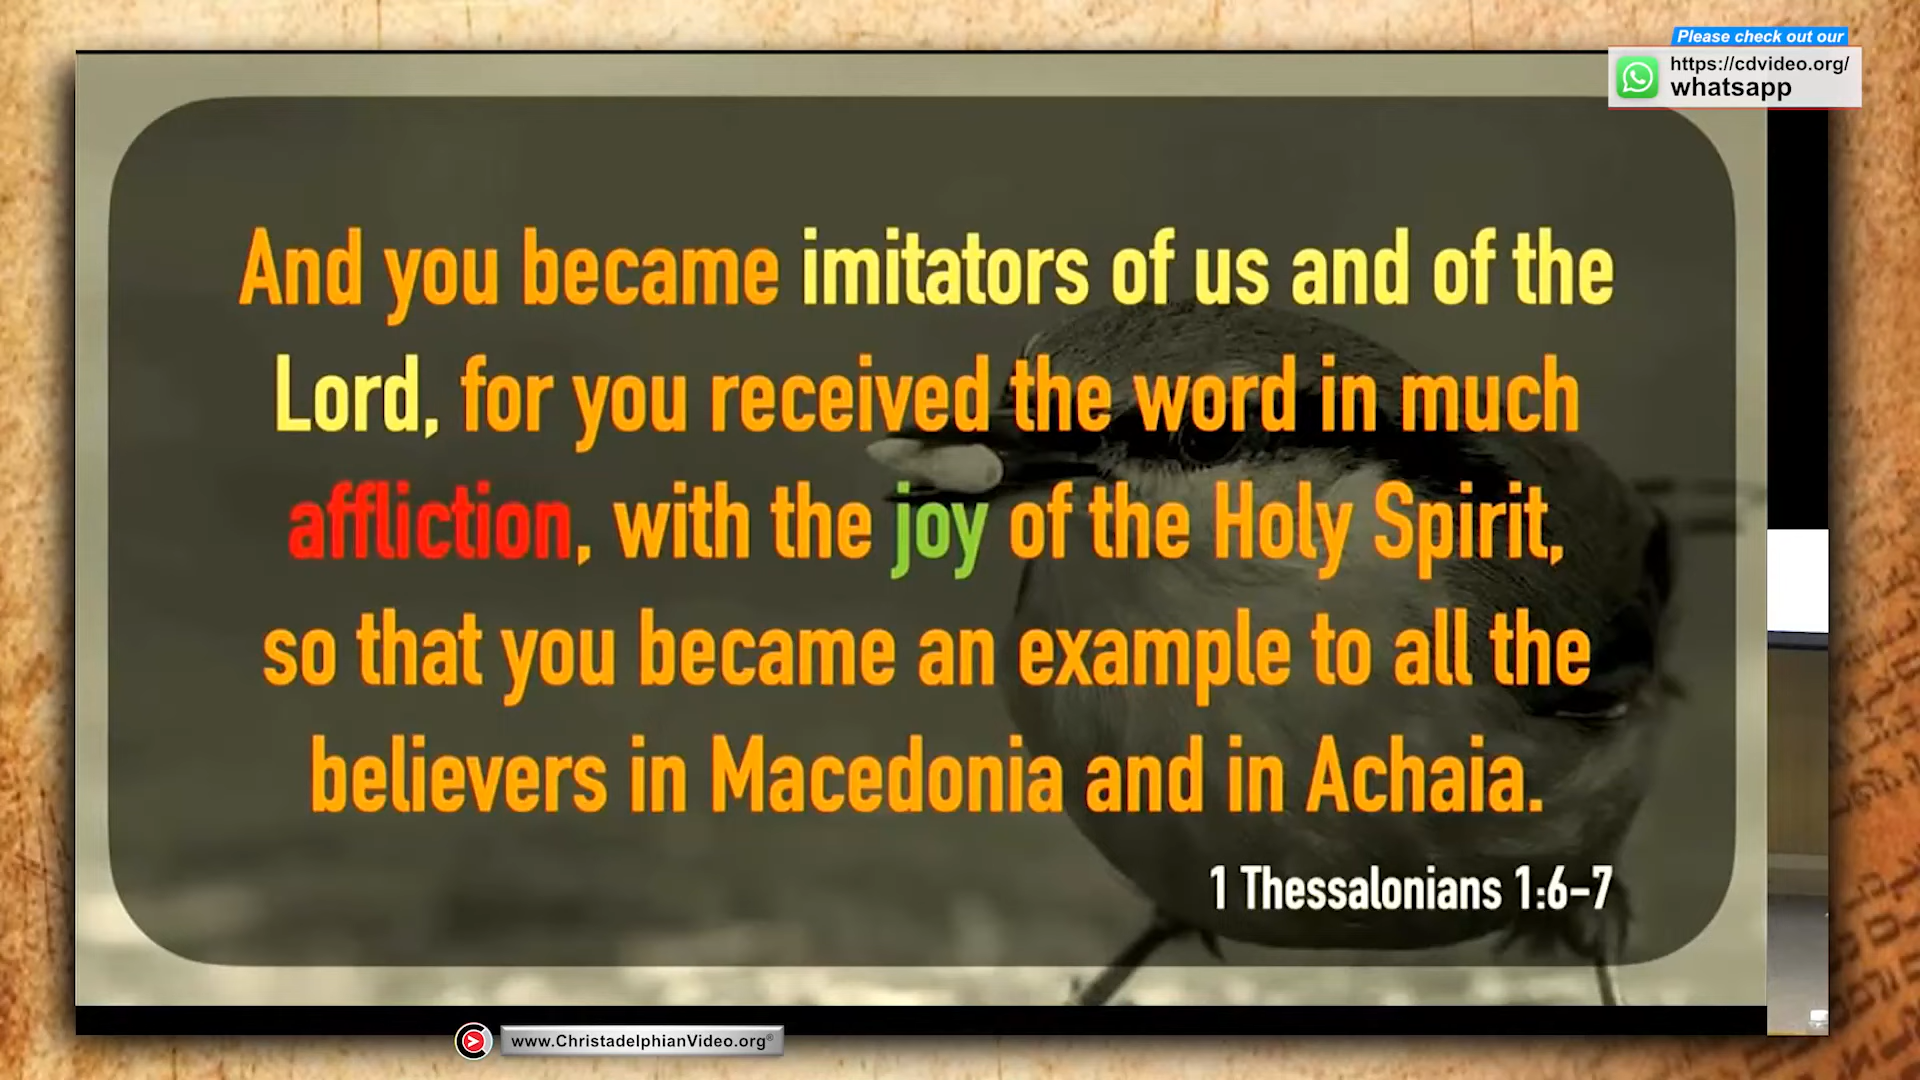 Please check out our
https://cdvideo.org/
whatsapp
And you became imitators of us and of the
Lord, for you received the word in much
affliction, with the joy of the Holy Spirit,
so that you became an example to all the
believers in Macedonia and in Achaia.
1 Thessalonians 1:6–7
www.ChristadelphianVideo.org®